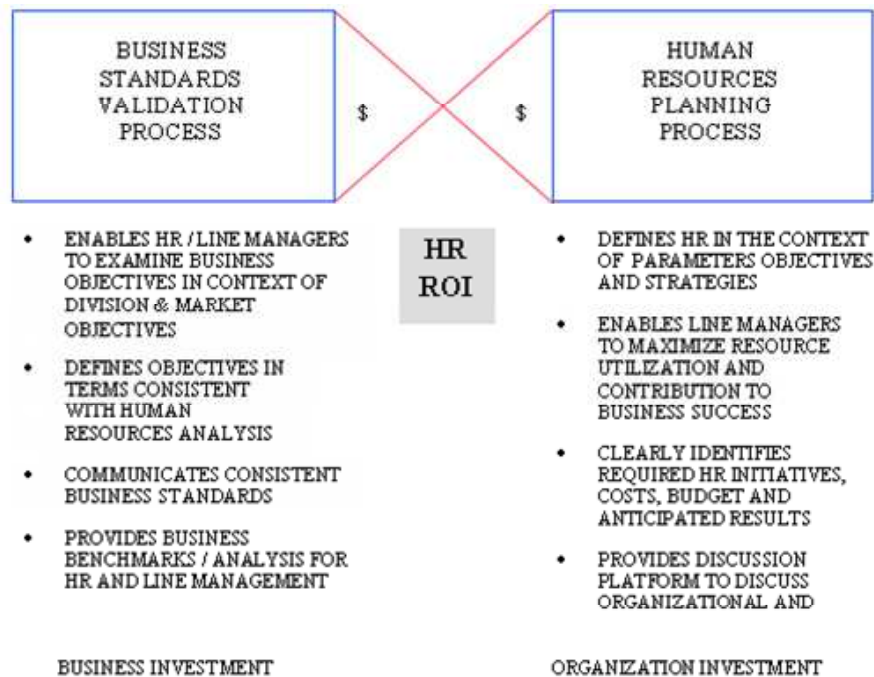 BUSINESS
STANDARDS
VALIDATION
PROCESS
$
$
HUMAN
RESOURCES
PLANNING
PROCESS
• ENABLES HR / LINE MANAGERS
TO EXAMINE BUSINESS
OBJECTIVES IN CONTEXT OF
DIVISION & MARKET
OBJECTIVES
• DEFINES OBJECTIVES IN
TERMS CONSISTENT
WITH HUMAN
RESOURCES ANALYSIS
• COMMUNICATES CONSISTENT
BUSINESS STANDARDS
• PROVIDES BUSINESS
BENCHMARKS / ANALYSIS FOR
HR AND LINE MANAGEMENT
HR
ROI
• DEFINES HR IN THE CONTEXT
OF PARAMETERS OBJECTIVES
AND STRATEGIES
• ENABLES LINE MANAGERS
TO MAXIMIZE RESOURCE
UTILIZATION AND
CONTRIBUTION TO
BUSINESS SUCCESS
• CLEARLY IDENTIFIES
REQUIRED HR INITIATIVES,
COSTS, BUDGET AND
ANTICIPATED RESULTS
• PROVIDES DISCUSSION
PLATFORM TO DISCUSS
ORGANIZATIONAL AND
BUSINESS INVESTMENT
ORGANIZATION INVESTMENT